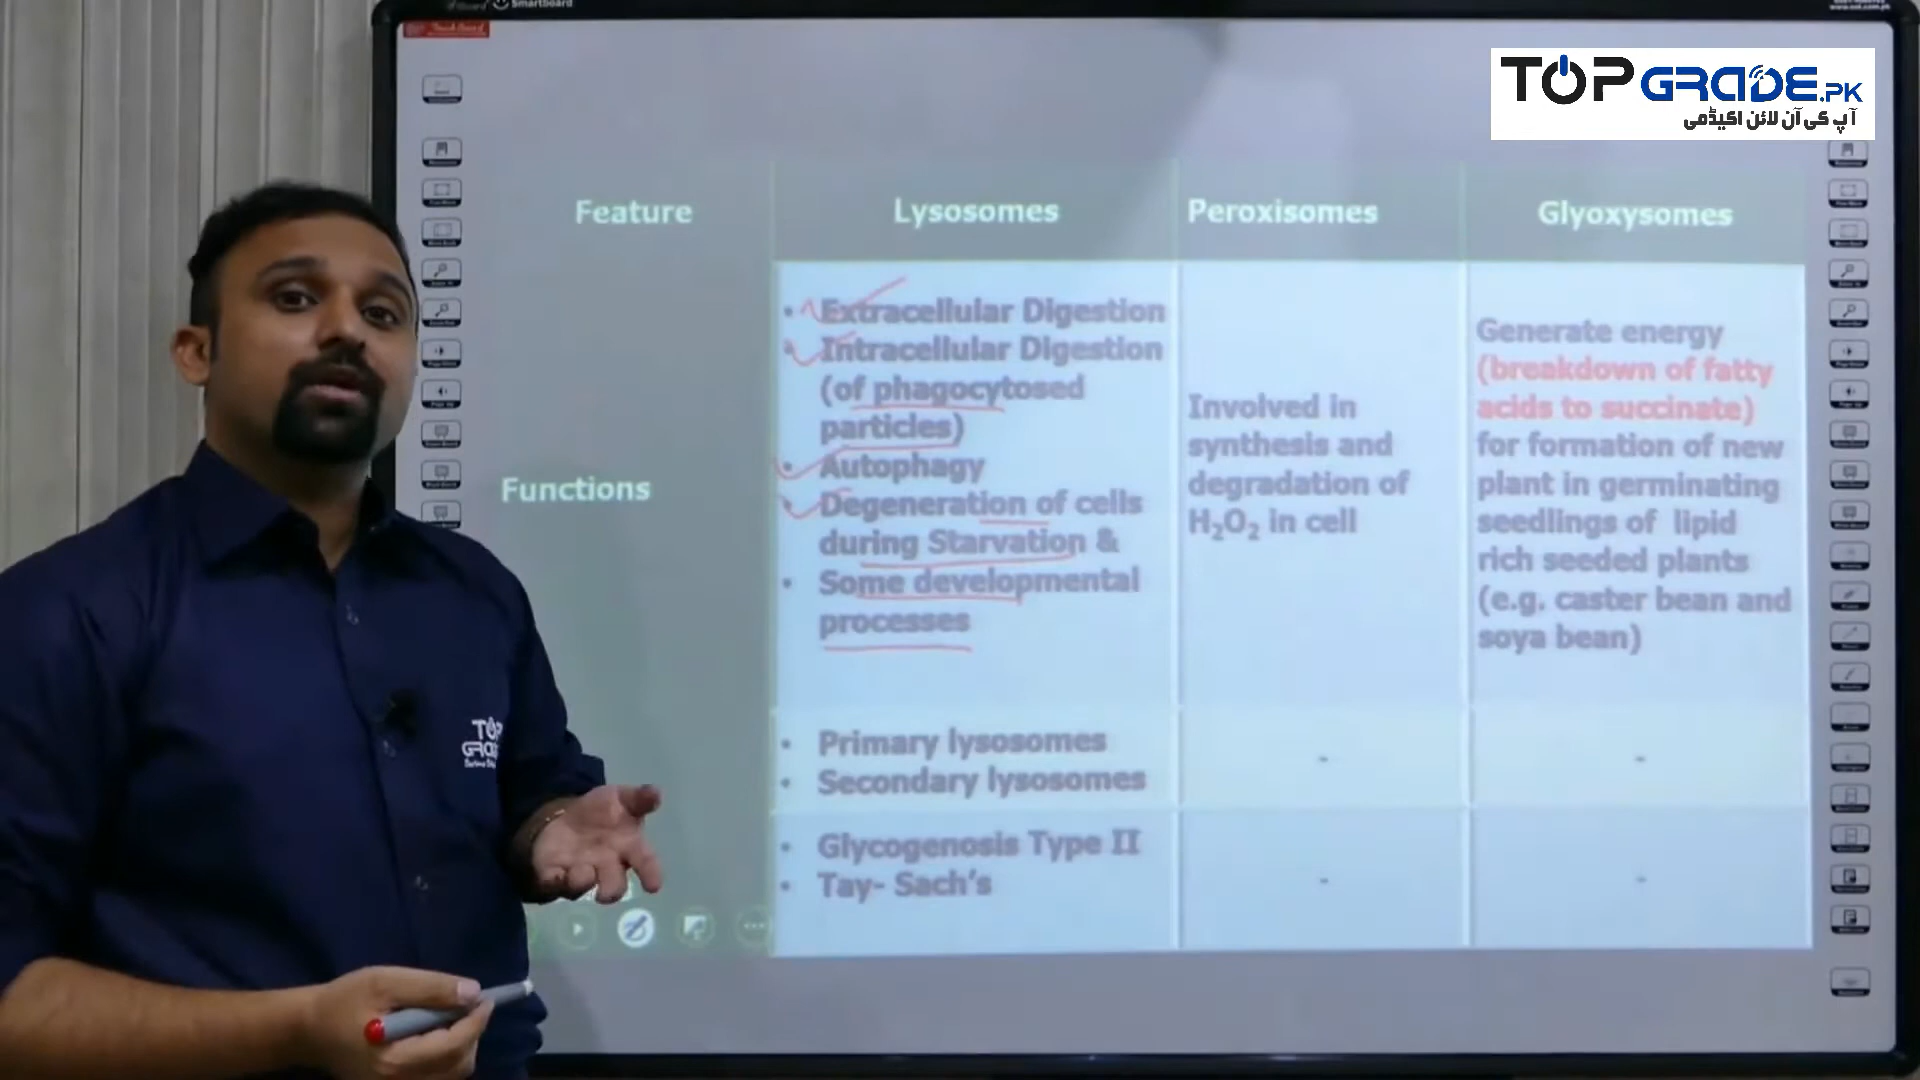 Smartboard
TOPGRADE.PK
آپ کی آن لائن اکیڈمی
Feature
Lysosomes
Peroxisomes
Glyoxysomes
Functions
• Extracellular Digestion
• Intracellular Digestion
(of phagocytosed
particles)
• Autophagy
• Degeneration of cells
during Starvation &
• Some developmental
processes
Involved in
synthesis and
degradation of
H₂O₂ in cell
Generate energy
(breakdown of fatty
acids to succinate)
for formation of new
plant in germinating
seedlings of lipid
rich seeded plants
(e.g. caster bean and
soya bean)
• Primary lysosomes
• Secondary lysosomes
-
-
• Glycogenosis Type II
• Tay- Sach's
-
-
TOP
GRADE